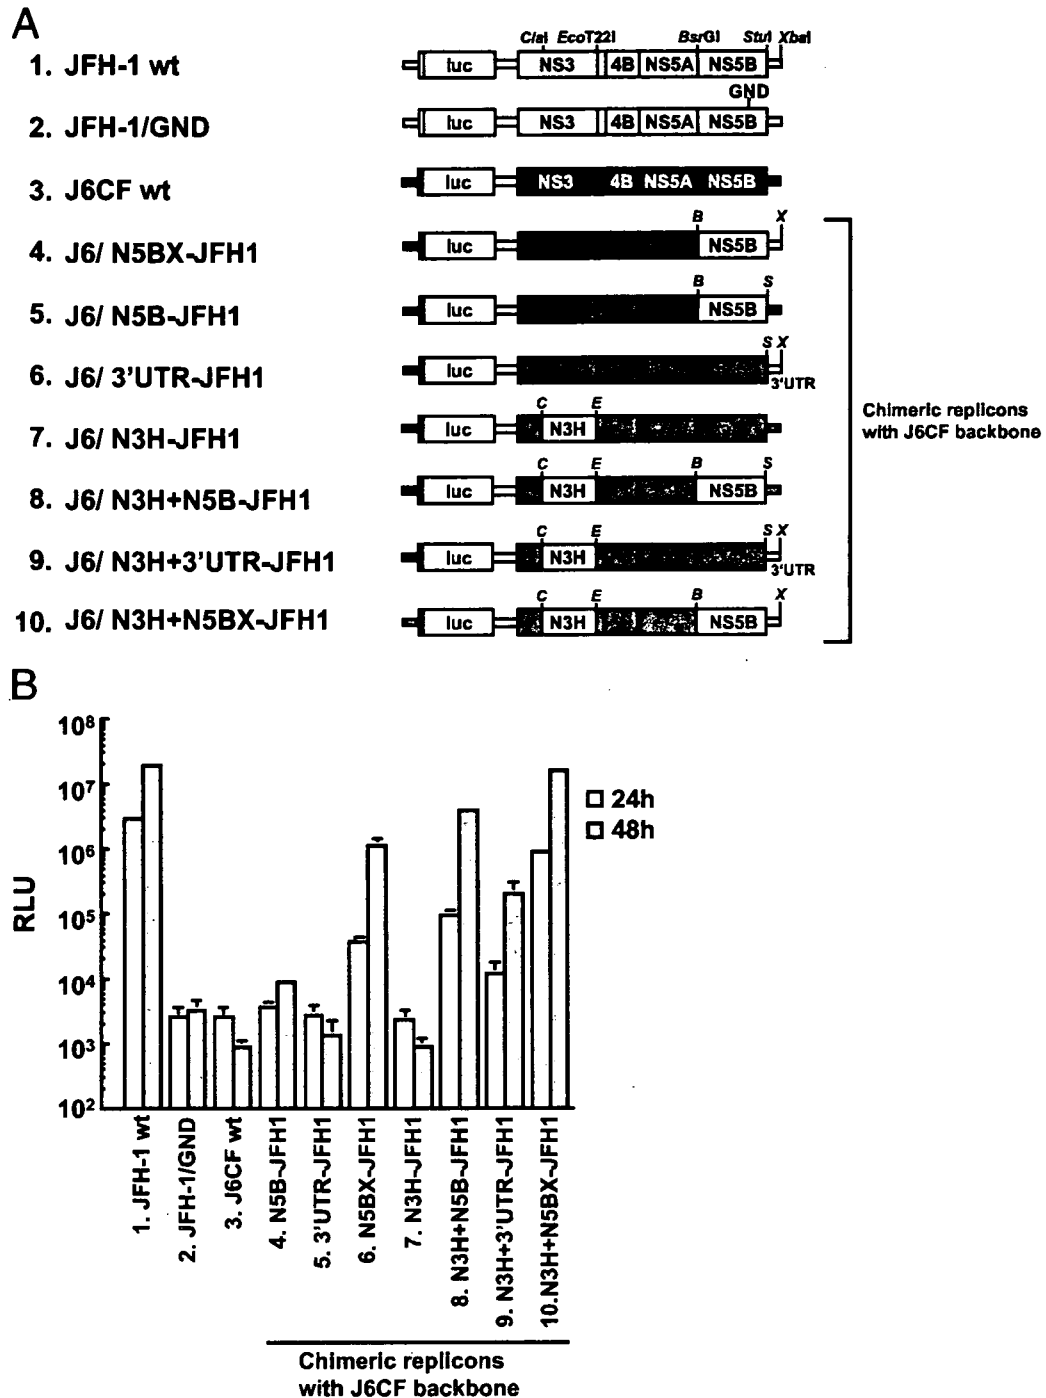 A
ClaI EcoT22I BsrGI StuI XbaI
1. JFH-1 wt luc NS3 4B NS5A NS5B
GND
2. JFH-1/GND luc NS3 4B NS5A NS5B
3. J6CF wt luc NS3 4B NS5A NS5B
B X
4. J6/ N5BX-JFH1 luc NS5B
B S
5. J6/ N5B-JFH1 luc NS5B
S X
6. J6/ 3'UTR-JFH1 luc
3'UTR
C E
7. J6/ N3H-JFH1 luc N3H
C E B S
8. J6/ N3H+N5B-JFH1 luc N3H NS5B
C E S X
9. J6/ N3H+3'UTR-JFH1 luc N3H
3'UTR
C E B X
10. J6/ N3H+N5BX-JFH1 luc N3H NS5B
Chimeric replicons
with J6CF backbone
B
RLU
10⁸
10⁷
10⁶
10⁵
10⁴
10³
10²
24h
48h
1. JFH-1 wt
2. JFH-1/GND
3. J6CF wt
4. N5B-JFH1
5. 3'UTR-JFH1
6. N5BX-JFH1
7. N3H-JFH1
8. N3H+N5B-JFH1
9. N3H+3'UTR-JFH1
10.N3H+N5BX-JFH1
Chimeric replicons
with J6CF backbone